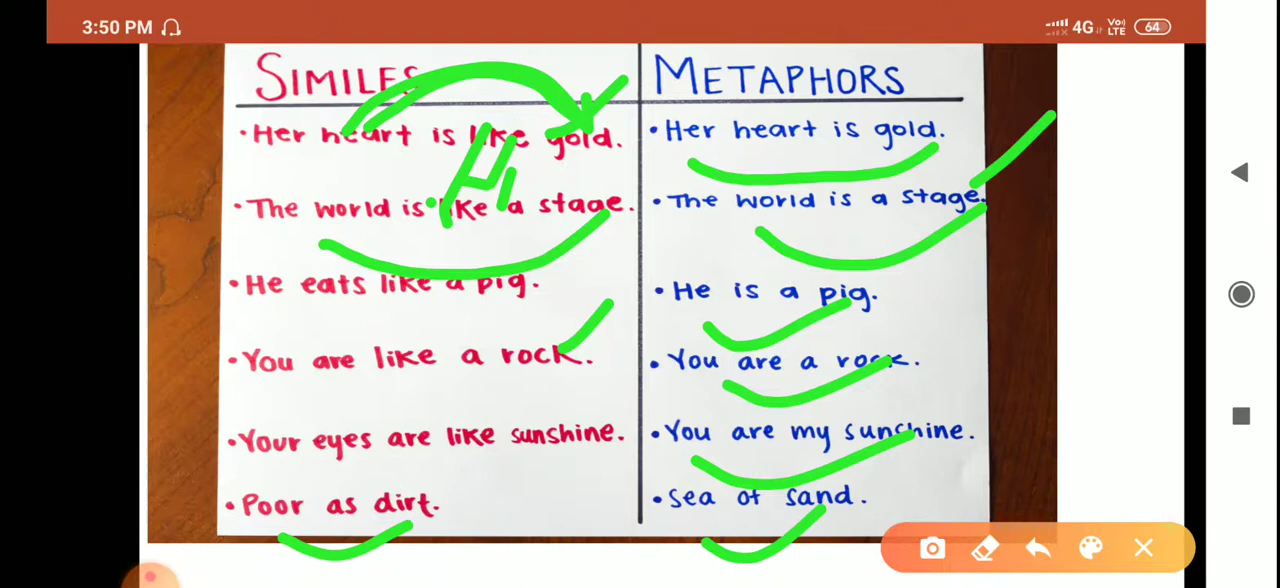 3:50 PM
4G
Vo)
LTE
64
SIMILES
METAPHORS
•Her heart is like gold.
•Her heart is gold.
•The world is like a stage.
•The world is a stage.
•He eats like a pig.
•He is a pig.
•You are like a rock.
•You are a rock.
•Your eyes are like sunshine.
•You are my sunshine.
•Poor as dirt.
•Sea of sand.